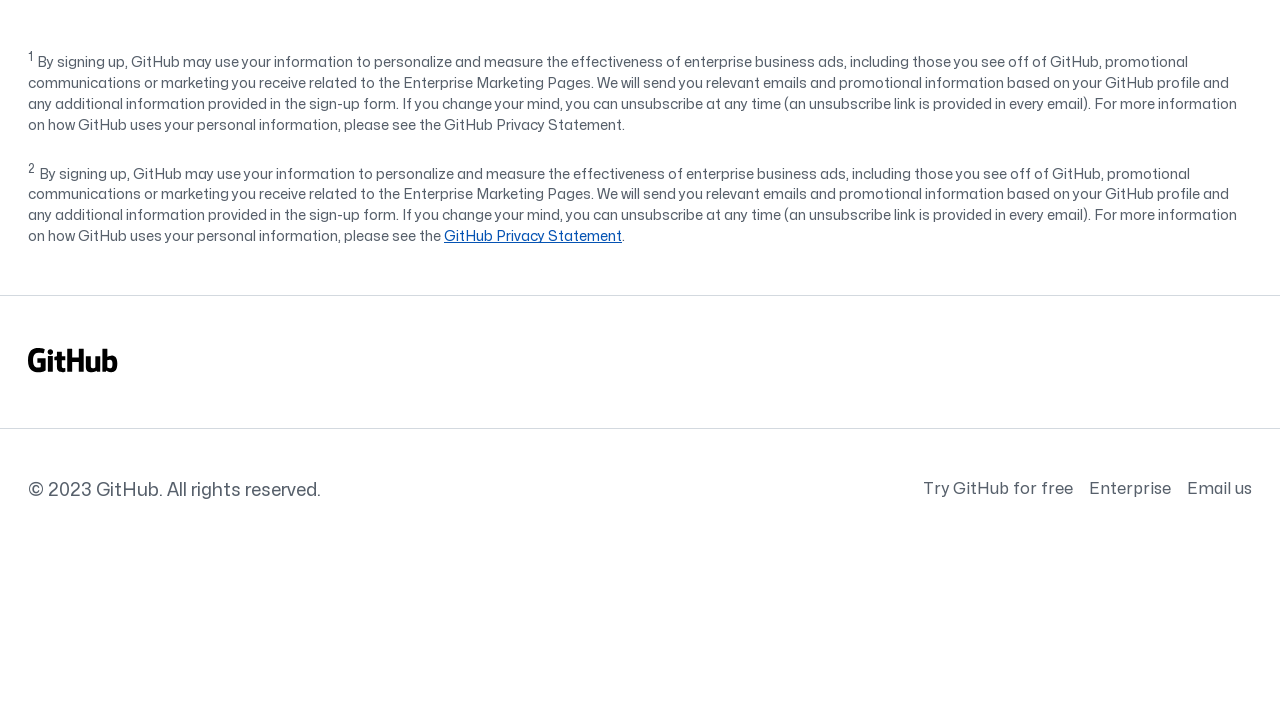 1 By signing up, GitHub may use your information to personalize and measure the effectiveness of enterprise business ads, including those you see off of GitHub, promotional
communications or marketing you receive related to the Enterprise Marketing Pages. We will send you relevant emails and promotional information based on your GitHub profile and
any additional information provided in the sign-up form. If you change your mind, you can unsubscribe at any time (an unsubscribe link is provided in every email). For more information
on how GitHub uses your personal information, please see the GitHub Privacy Statement.
2 By signing up, GitHub may use your information to personalize and measure the effectiveness of enterprise business ads, including those you see off of GitHub, promotional
communications or marketing you receive related to the Enterprise Marketing Pages. We will send you relevant emails and promotional information based on your GitHub profile and
any additional information provided in the sign-up form. If you change your mind, you can unsubscribe at any time (an unsubscribe link is provided in every email). For more information
on how GitHub uses your personal information, please see the GitHub Privacy Statement.
GitHub
© 2023 GitHub. All rights reserved.
Try GitHub for free Enterprise Email us